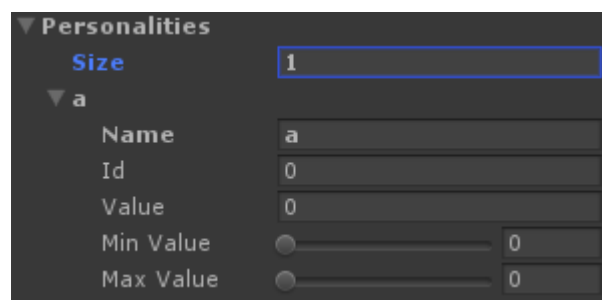 Personalities
Size 1
a
Name a
Id 0
Value 0
Min Value 0
Max Value 0